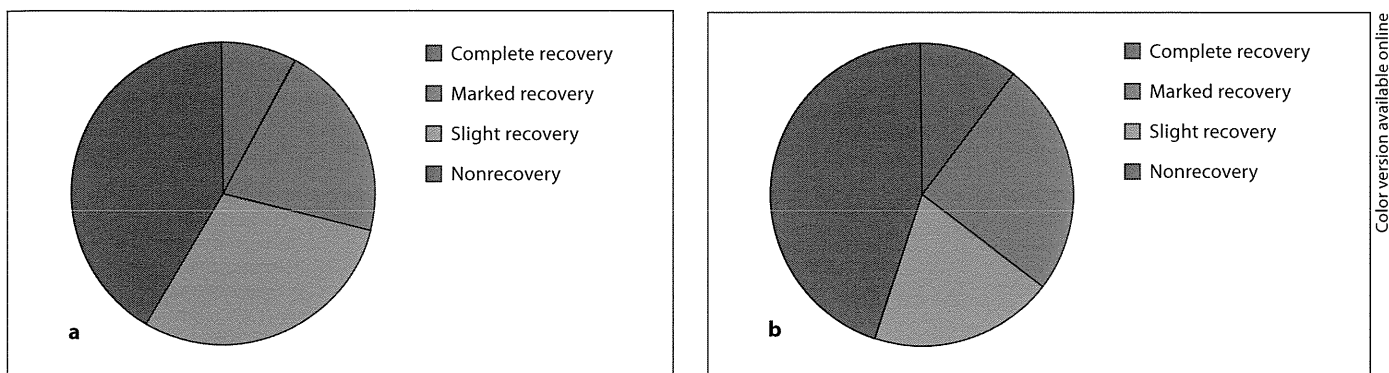 Complete recovery
Marked recovery
Slight recovery
Nonrecovery
a
Complete recovery
Marked recovery
Slight recovery
Nonrecovery
b
Color version available online